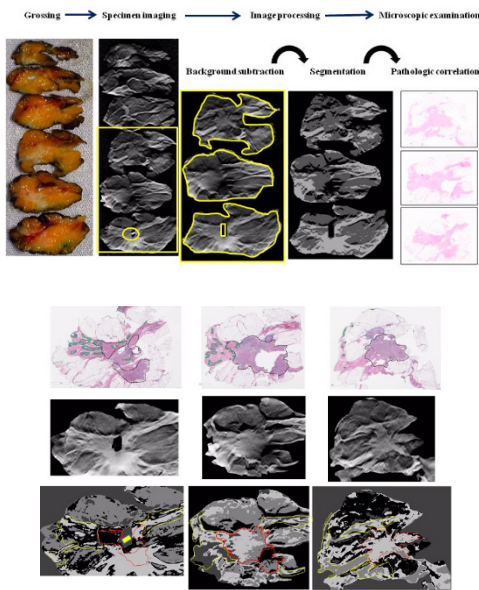 Grossing Specimen imaging Image processing Microscopic examination
Background subtraction Segmentation Pathologic correlation